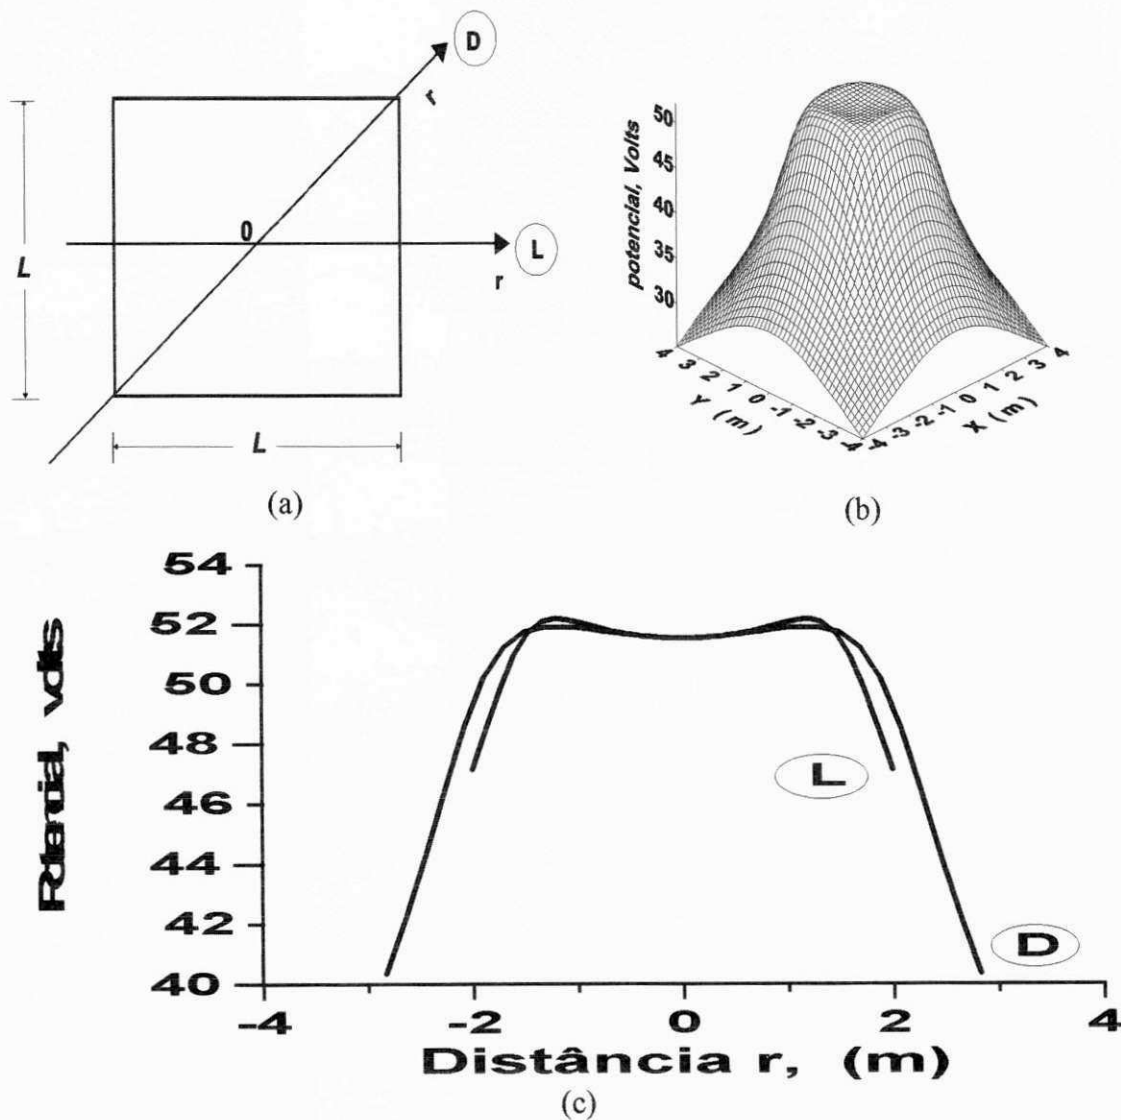 D
r
0
L
L
r
L
(a)
potencial, Volts
50
45
40
35
30
4 3 2 1 0 -1 -2 -3 -4
Y (m)
-4 -3 -2 -1 0 1 2 3 4
X (m)
(b)
Potencial, volts
54
52
50
48
46
44
42
40
L
D
-4 -2 0 2 4
Distância r, (m)
(c)